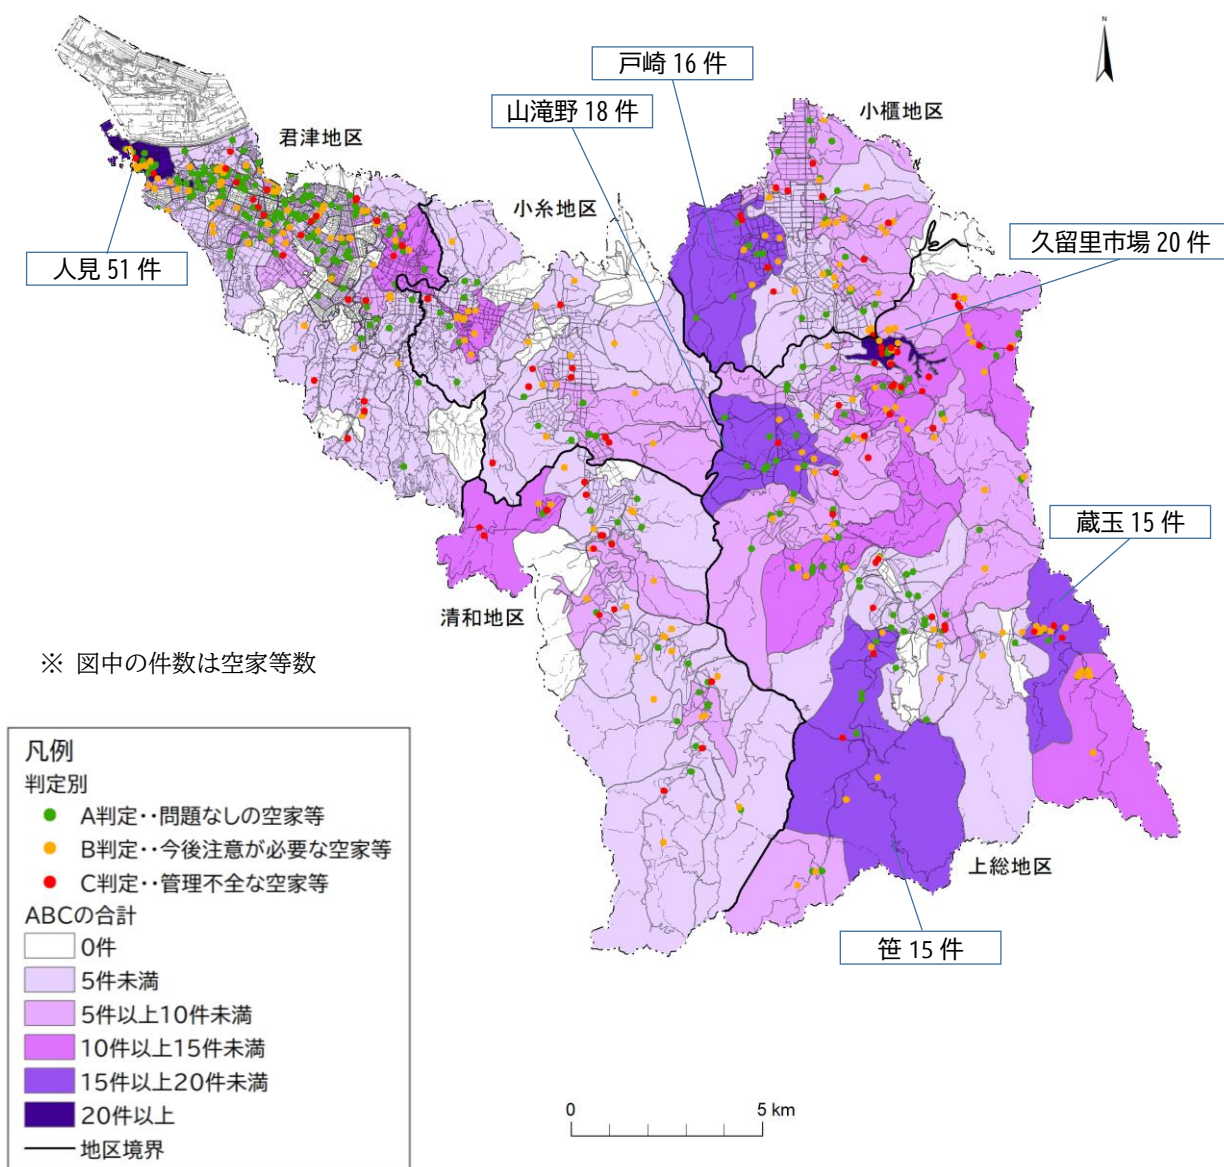 N
戸崎 16 件
山滝野 18 件
小櫃地区
君津地区
小糸地区
久留里市場 20 件
人見 51 件
蔵玉 15 件
清和地区
※ 図中の件数は空家等数
上総地区
笹 15 件
凡例
判定別
A判定・・問題なしの空家等
B判定・・今後注意が必要な空家等
C判定・・管理不全な空家等
ABCの合計
0件
5件未満
5件以上10件未満
10件以上15件未満
15件以上20件未満
20件以上
地区境界
0 5 km